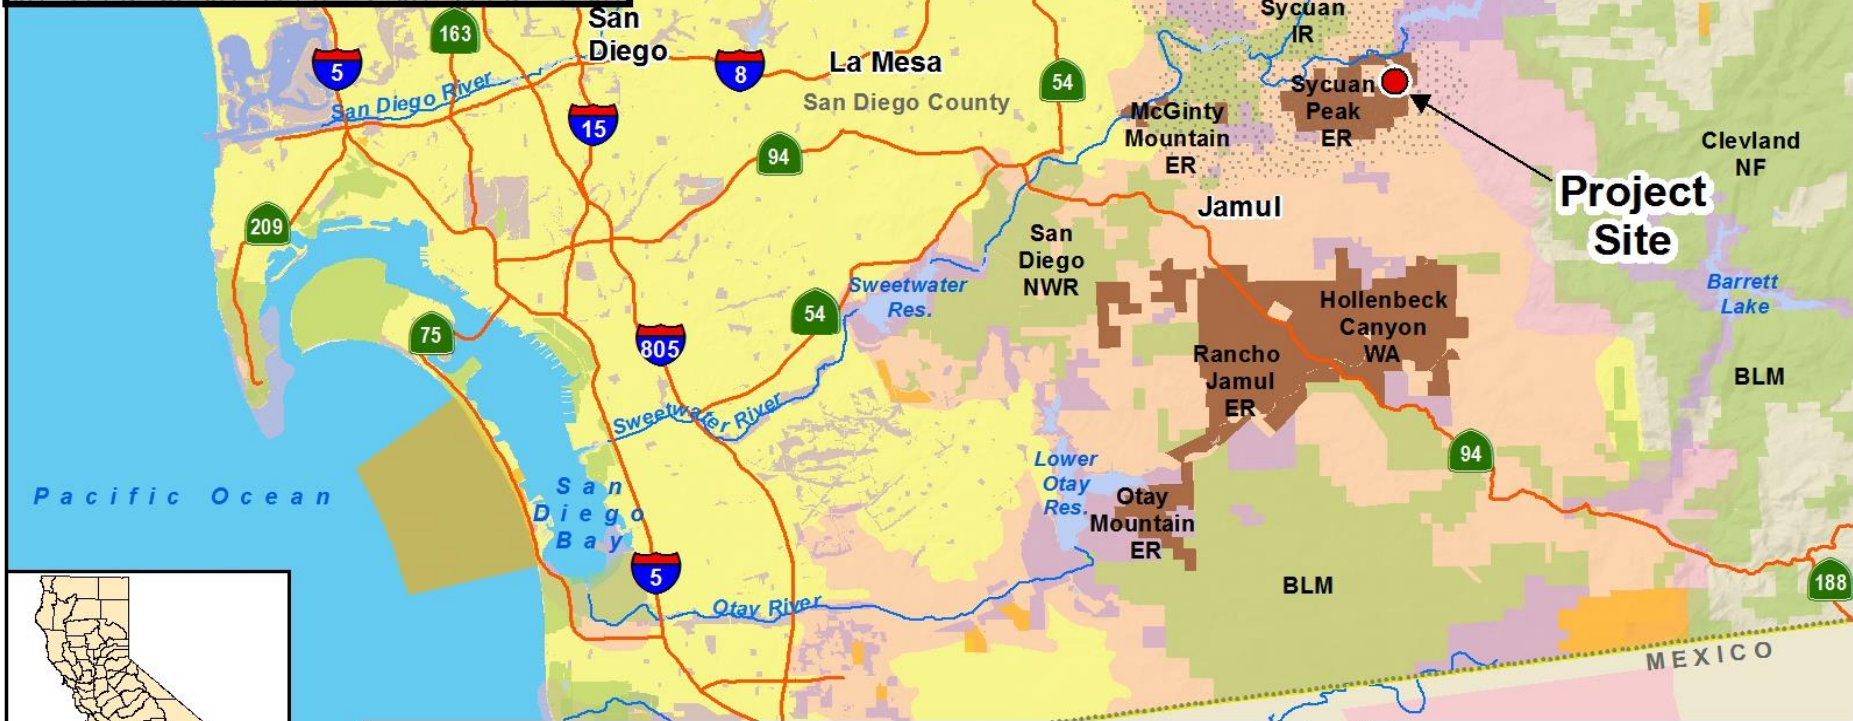 Sycuan
IR
163
San
Diego
5
8
La Mesa
54
San Diego River
San Diego County
15
94
McGinty
Mountain
ER
Sycuan
Peak
ER
Clevland
NF
Project
Site
209
Jamul
San
Diego
NWR
Sweetwater
Res.
54
75
805
Hollenbeck
Canyon
WA
Rancho
Jamul
ER
Barrett
Lake
BLM
Sweetwater River
94
Lower
Otay
Res.
Pacific Ocean
San
Diego
Bay
Otay
Mountain
ER
5
Otay River
BLM
188
MEXICO